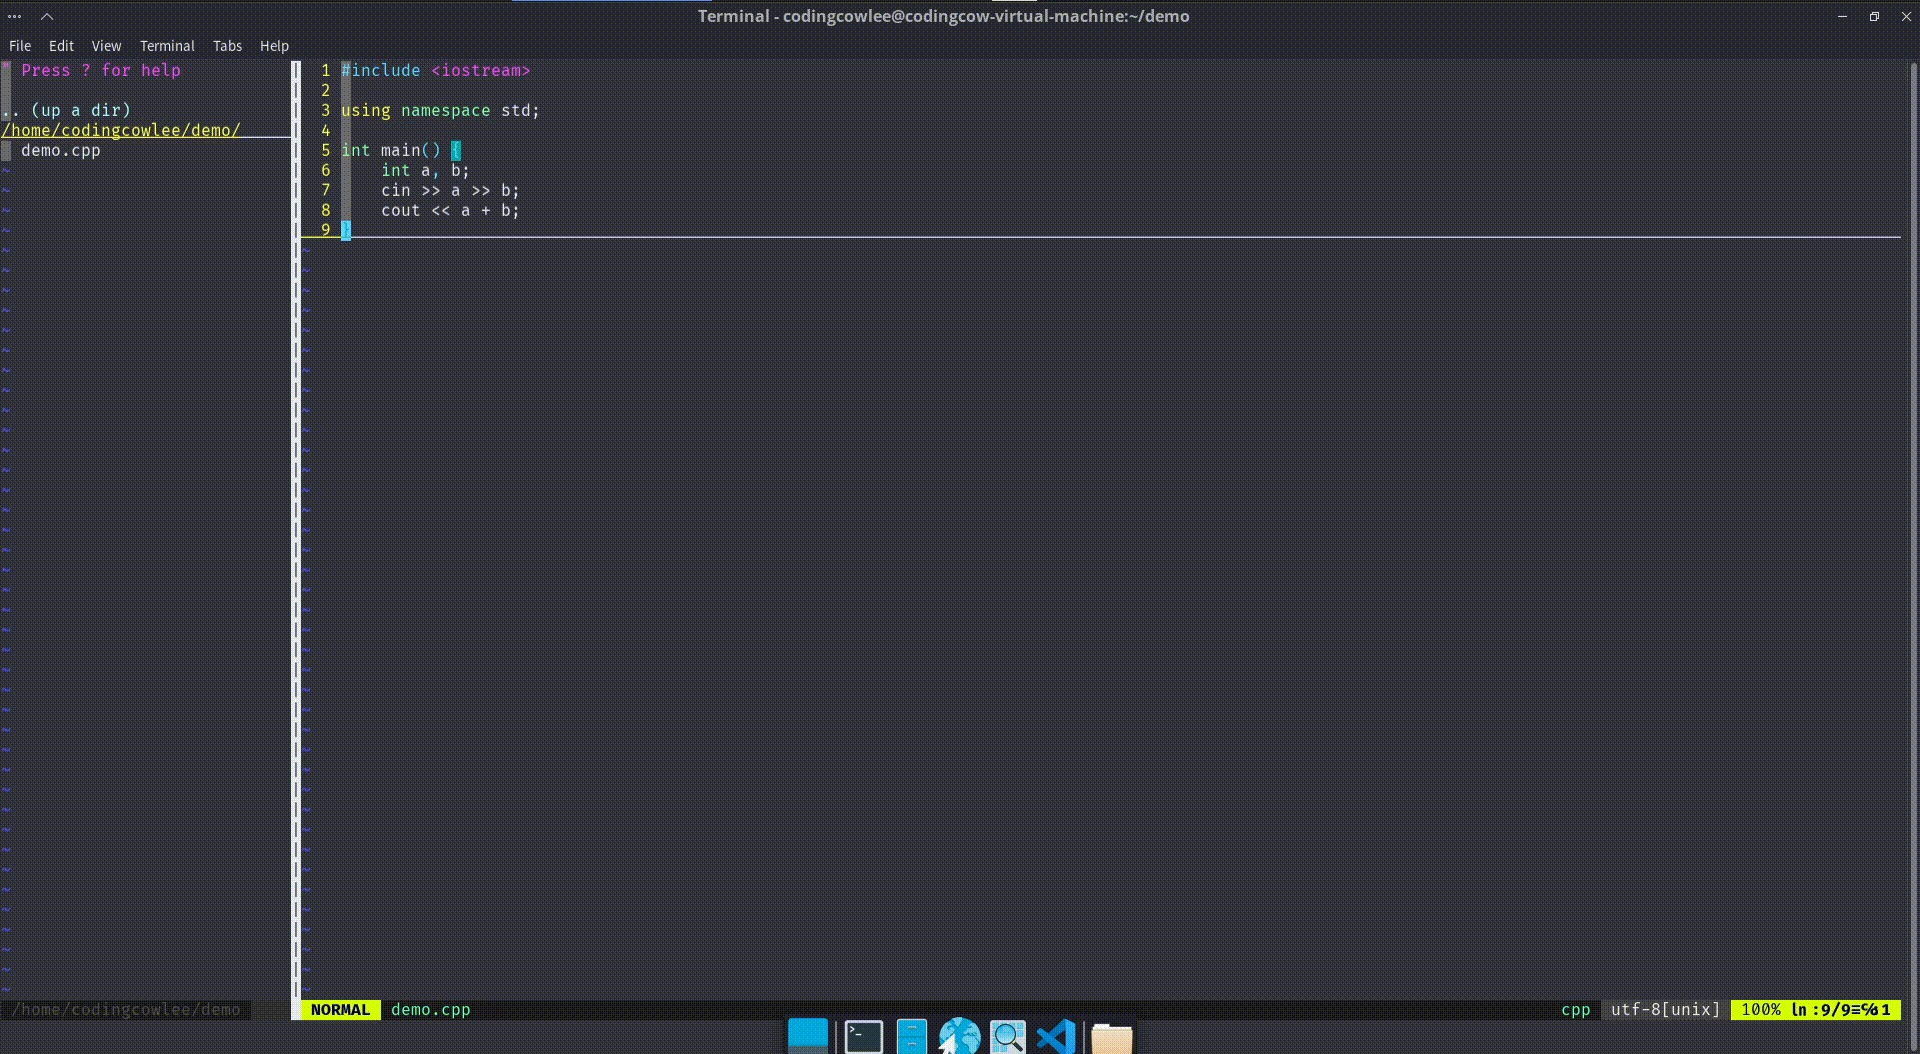 Terminal - codingcowlee@codingcow-virtual-machine:~/demo
File Edit View Terminal Tabs Help
" Press ? for help
.. (up a dir)
/home/codingcowlee/demo/
demo.cpp
1 #include <iostream>
2
3 using namespace std;
4
5 int main() {
6     int a, b;
7     cin >> a >> b;
8     cout << a + b;
9 }
/home/codingcowlee/demo
NORMAL demo.cpp
cpp utf-8[unix] 100% ln :9/9≡℅1